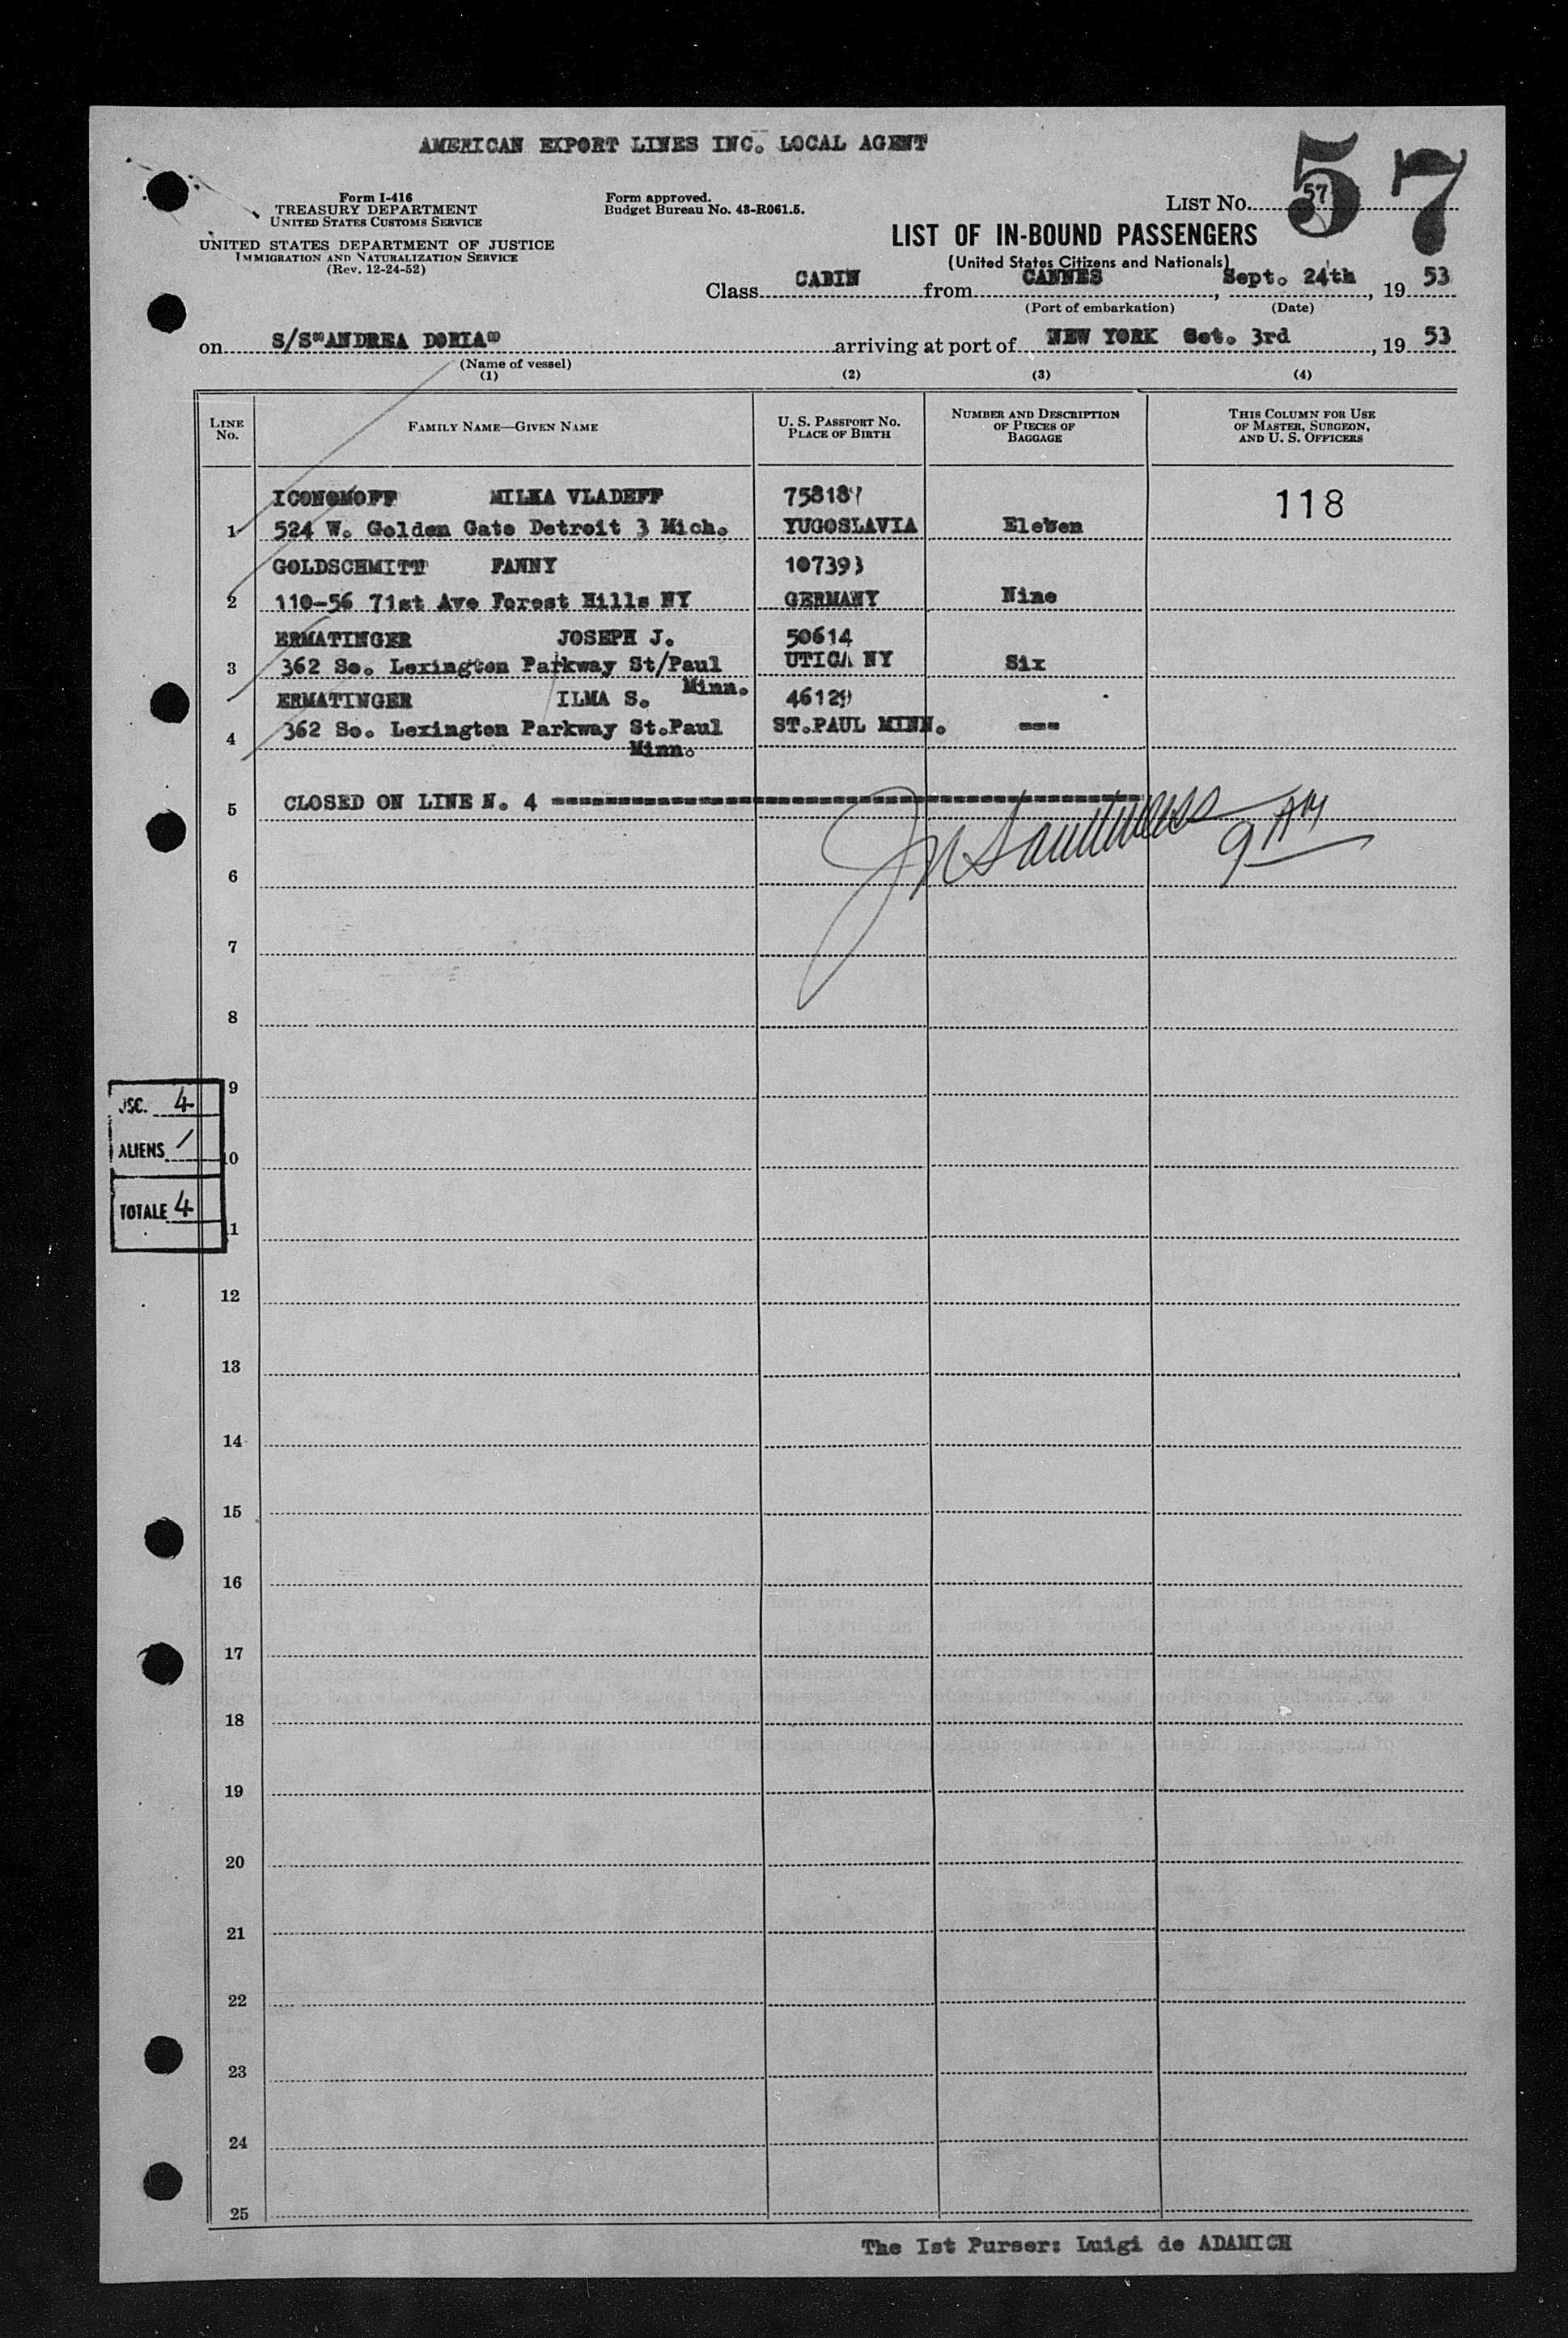 AMERICAN EXPORT LINES INC. LOCAL AGENT
57
Form I-416
TREASURY DEPARTMENT
UNITED STATES CUSTOMS SERVICE
UNITED STATES DEPARTMENT OF JUSTICE
IMMIGRATION AND NATURALIZATION SERVICE
(Rev. 12-24-52)
Form approved.
Budget Bureau No. 43-R061.5.
LIST NO. 57
LIST OF IN-BOUND PASSENGERS
(United States Citizens and Nationals)
Class CABIN from CANNES, Sept. 24th, 19 53
(Port of embarkation) (Date)
on S/S"ANDREA DORIA" arriving at port of NEW YORK Oct. 3rd, 19 53
(Name of vessel)
(1) (2) (3) (4)
LINE NO.
FAMILY NAME—GIVEN NAME
U. S. PASSPORT NO.
PLACE OF BIRTH
NUMBER AND DESCRIPTION
OF PIECES OF
BAGGAGE
THIS COLUMN FOR USE
OF MASTER, SURGEON,
AND U. S. OFFICERS
ICONOMOFF MILKA VLADEFF 758187 118
1 524 W. Golden Gate Detroit 3 Mich. YUGOSLAVIA Eleven
GOLDSCHMITT FANNY 107393
2 110-56 71st Ave Forest Hills NY GERMANY Nine
ERMATINGER JOSEPH J. 50614
3 362 So. Lexington Parkway St/Paul UTICA NY Six
Minn.
ERMATINGER ILMA S. 46129
4 362 So. Lexington Parkway St.Paul ST.PAUL MINN. ---
Minn.
5 CLOSED ON LINE N. 4
9 AM
6
7
8
9
USC. 4
10
ALIENS /
11
TOTALE 4
12
13
14
15
16
17
18
19
20
21
22
23
24
25
The Ist Purser: Luigi de ADAMICH